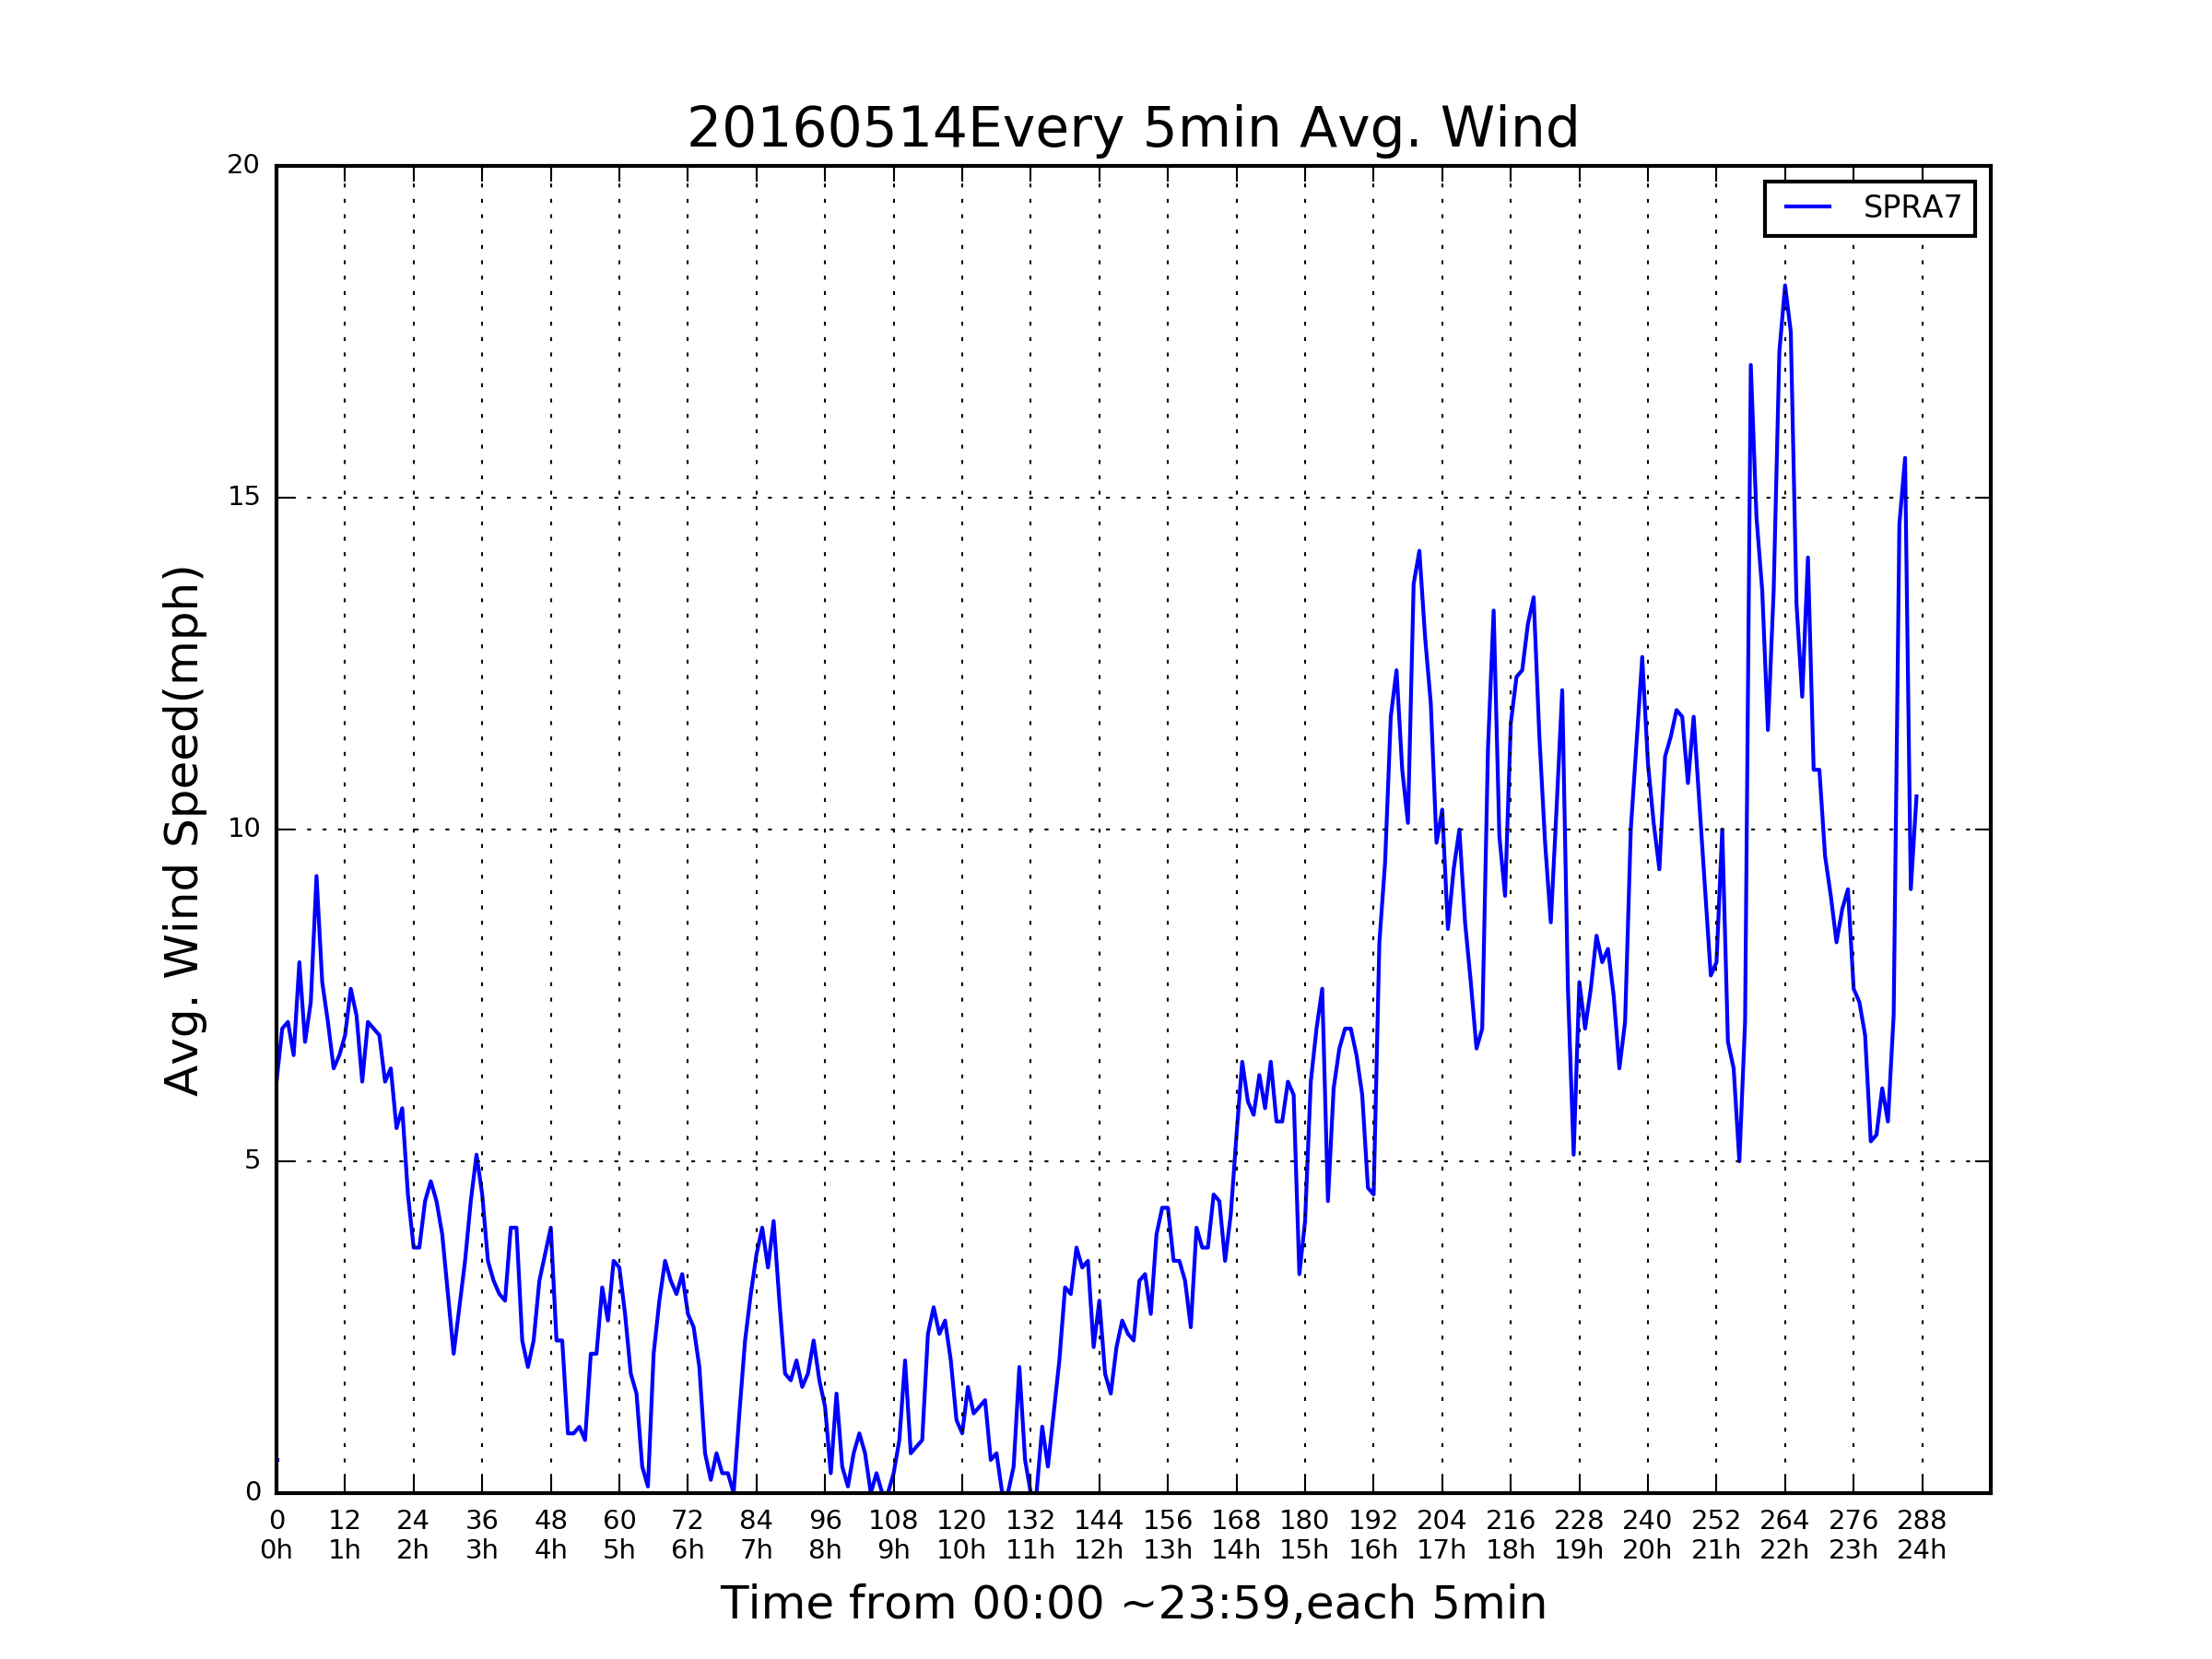 20160514Every 5min Avg. Wind
SPRA7
Avg. Wind Speed(mph)
20
15
10
5
0
0 12 24 36 48 60 72 84 96 108 120 132 144 156 168 180 192 204 216 228 240 252 264 276 288
0h 1h 2h 3h 4h 5h 6h 7h 8h 9h 10h 11h 12h 13h 14h 15h 16h 17h 18h 19h 20h 21h 22h 23h 24h
Time from 00:00 ~23:59,each 5min